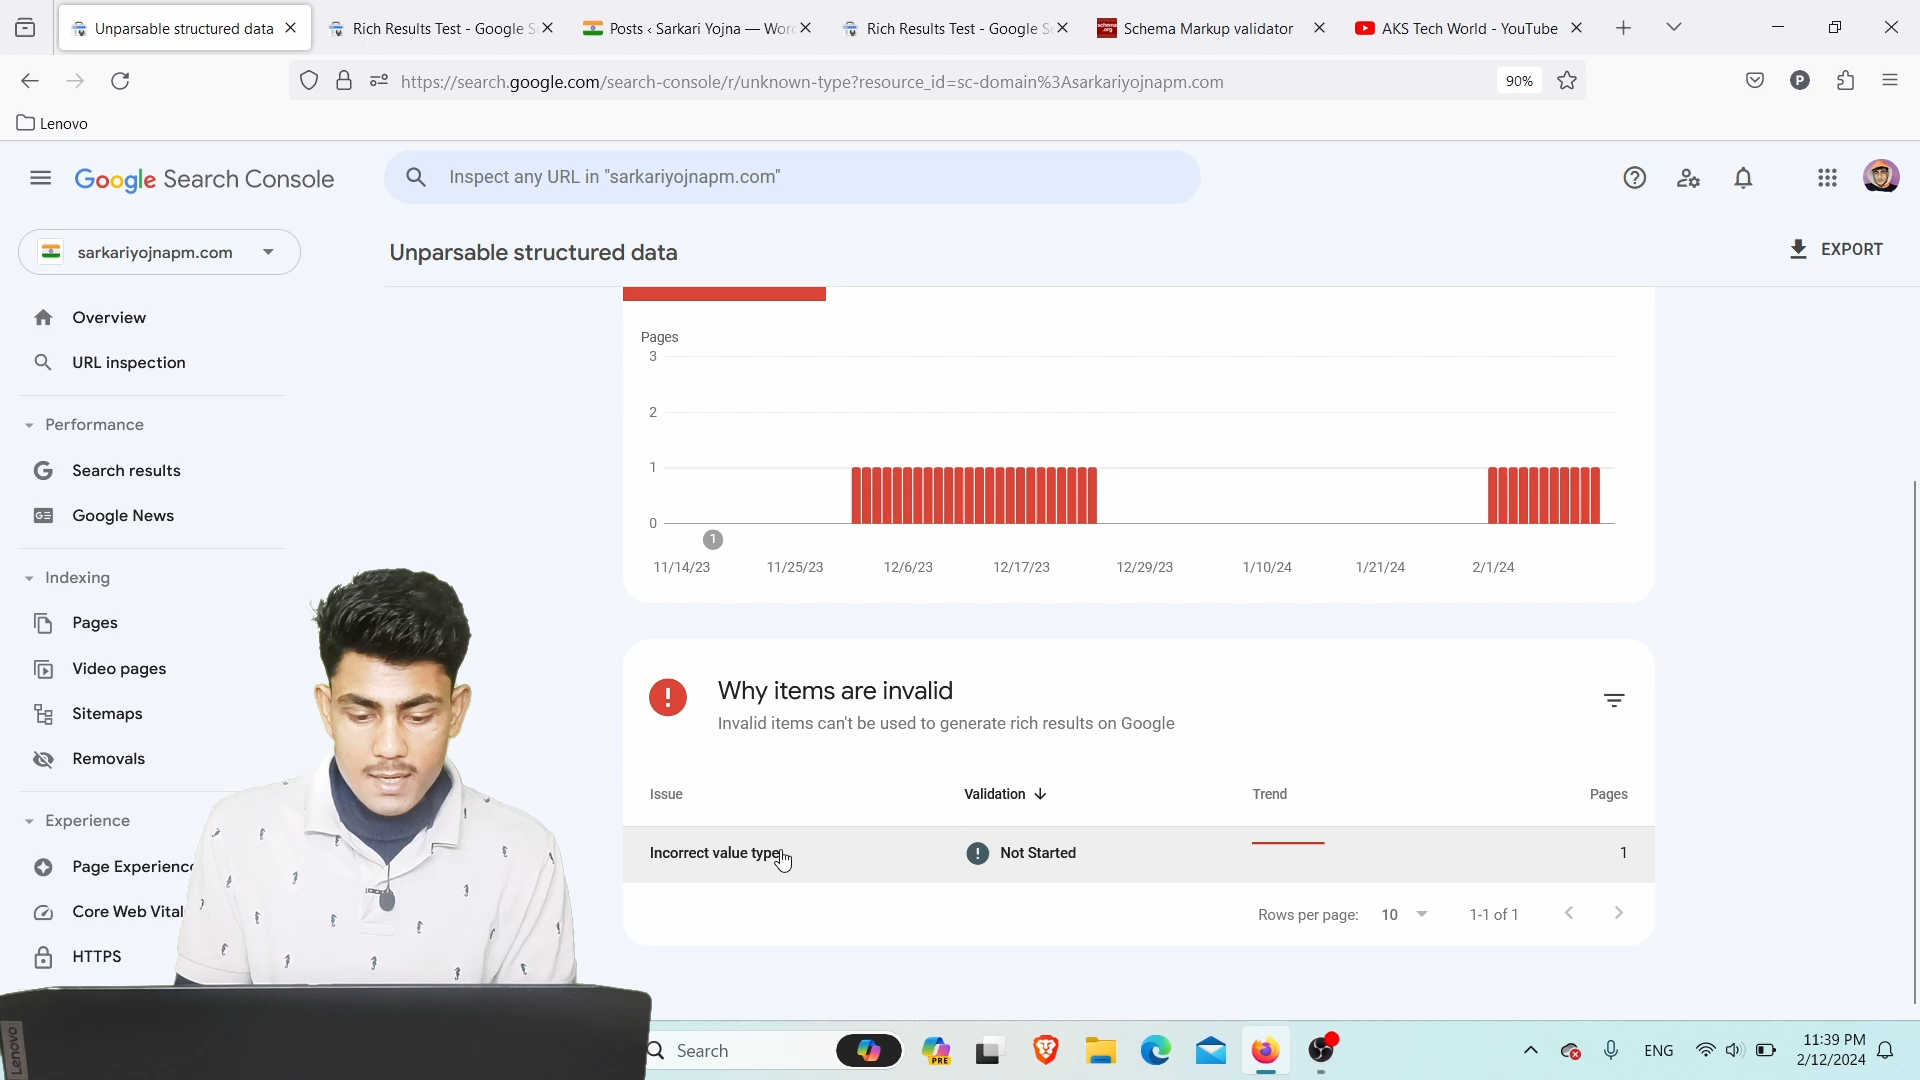 Unparsable structured data
Rich Results Test - Google S
Posts ‹ Sarkari Yojna — Word
Rich Results Test - Google S
Schema Markup validator
AKS Tech World - YouTube
https://search.google.com/search-console/r/unknown-type?resource_id=sc-domain%3Asarkariyojnapm.com
90%
P
Lenovo
Google Search Console
Inspect any URL in "sarkariyojnapm.com"
sarkariyojnapm.com
Unparsable structured data
EXPORT
Overview
URL inspection
Performance
Search results
Google News
Indexing
Pages
Video pages
Sitemaps
Removals
Experience
Page Experience
Core Web Vital
HTTPS
Pages
3
2
1
0
1
11/14/23
11/25/23
12/6/23
12/17/23
12/29/23
1/10/24
1/21/24
2/1/24
Why items are invalid
Invalid items can't be used to generate rich results on Google
Issue
Validation
Trend
Pages
Incorrect value type
Not Started
1
Rows per page:
10
1-1 of 1
Lenovo
Search
PRE
ENG
11:39 PM
2/12/2024